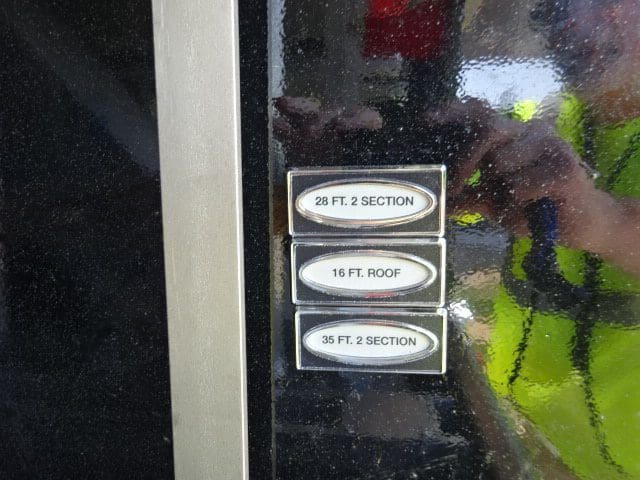 28 FT. 2 SECTION
16 FT. ROOF
35 FT. 2 SECTION